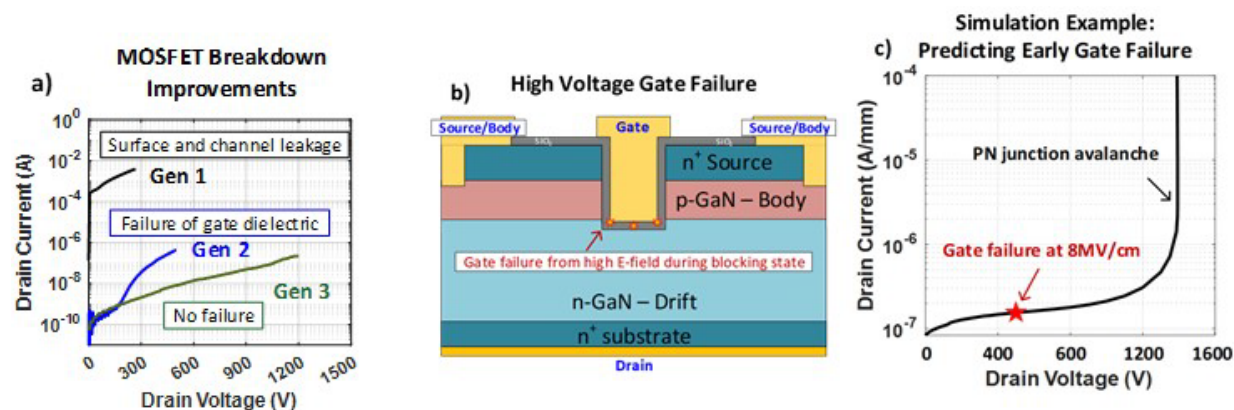 a)
MOSFET Breakdown
Improvements
Drain Current (A)
10^0
10^-2
10^-4
10^-6
10^-8
10^-10
Surface and channel leakage
Gen 1
Failure of gate dielectric
Gen 2
Gen 3
No failure
0
300
600
900
1200
1500
Drain Voltage (V)
b)
High Voltage Gate Failure
Source/Body
Gate
Source/Body
SiO2
SiO2
n+ Source
p-GaN – Body
Gate failure from high E-field during blocking state
n-GaN – Drift
n+ substrate
Drain
Simulation Example:
c)
Predicting Early Gate Failure
Drain Current (A/mm)
10^-4
10^-5
10^-6
10^-7
PN junction avalanche
Gate failure at 8MV/cm
0
400
600
1200
1600
Drain Voltage (V)